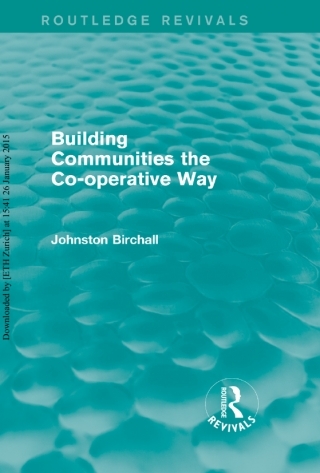 ROUTLEDGE REVIVALS
Building
Communities the
Co-operative Way
Johnston Birchall
Downloaded by [ETH Zurich] at 15:41 26 January 2015
R
ROUTLEDGE
REVIVALS